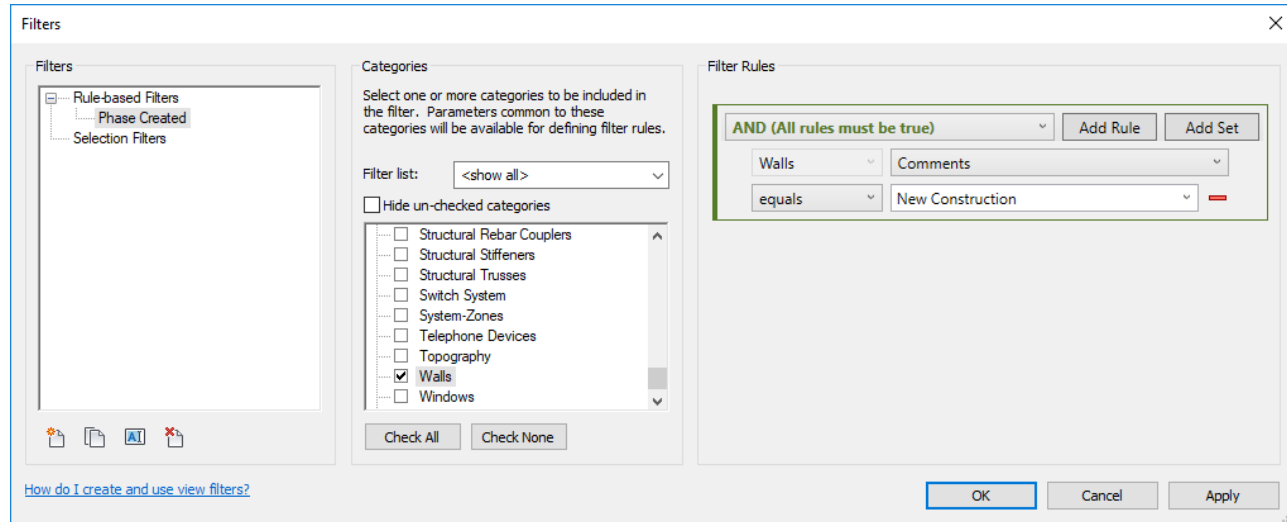 Filters
Filters
Rule-based Filters
Phase Created
Selection Filters
Categories
Select one or more categories to be included in
the filter. Parameters common to these
categories will be available for defining filter rules.
Filter list:
<show all>
Hide un-checked categories
Structural Rebar Couplers
Structural Stiffeners
Structural Trusses
Switch System
System-Zones
Telephone Devices
Topography
Walls
Windows
Check All
Check None
Filter Rules
AND (All rules must be true)
Add Rule
Add Set
Walls
Comments
equals
New Construction
How do I create and use view filters?
OK
Cancel
Apply